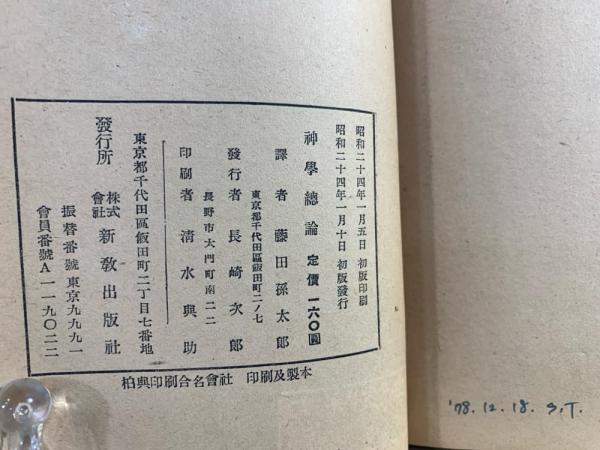 昭和二十四年一月五日 初版印刷
昭和二十四年一月十日 初版發行
神學總論 定價 一六〇圓
譯者 藤田孫太郎
東京都千代田區飯田町二ノ七
發行者 長崎次郎
長野市大門町南二二
印刷者 清水興助
東京都千代田區飯田町二丁目七番地
發行所 株式會社 新敎出版社
振替番號 東京九九九一
會員番號 A一一九〇二二
柏與印刷合名會社 印刷及製本
'78. 12. 18. S.T.